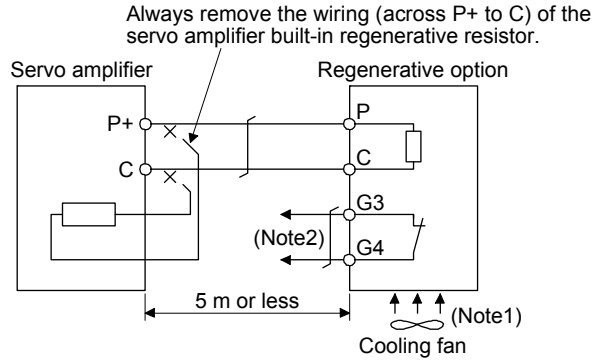 Always remove the wiring (across P+ to C) of the
servo amplifier built-in regenerative resistor.
Servo amplifier
Regenerative option
P+
P
C
C
G3
(Note2)
G4
5 m or less
(Note1)
Cooling fan